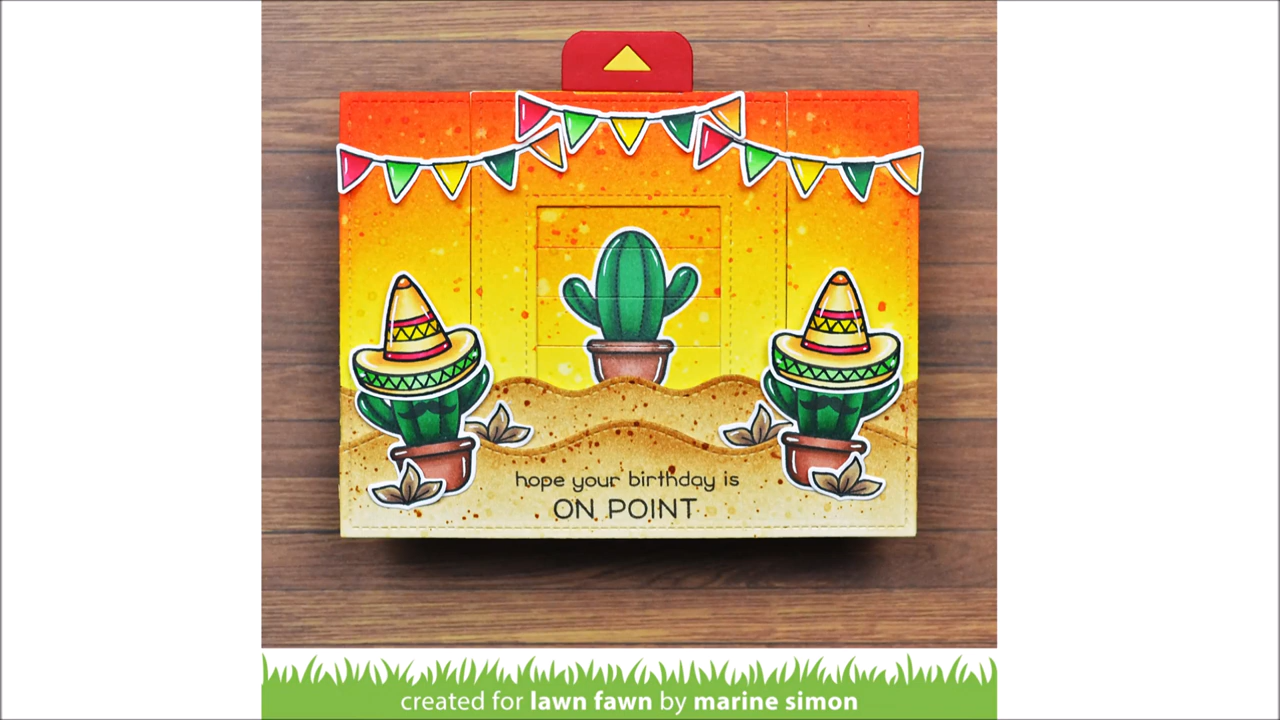 hope your birthday is
ON POINT
created for lawn fawn by marine simon